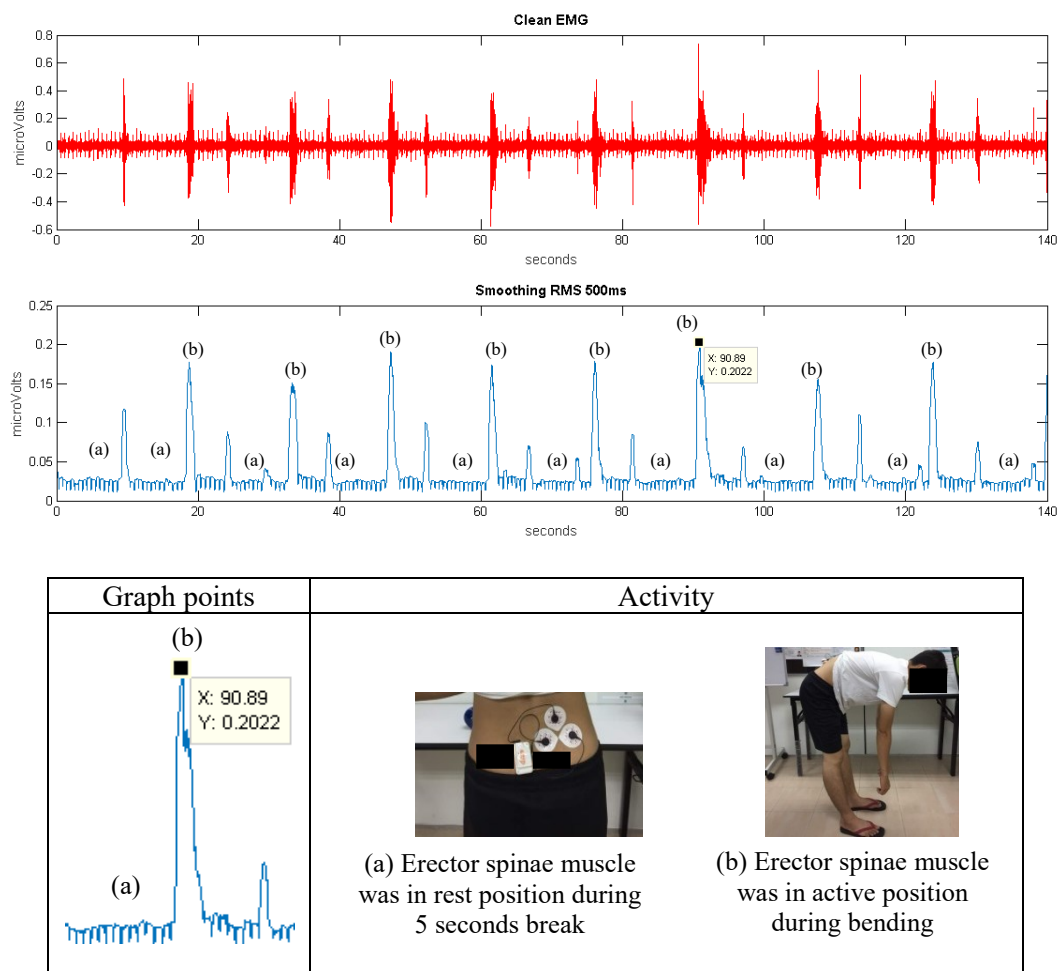 Clean EMG
0.8
0.6
0.4
0.2
0
-0.2
-0.4
-0.6
microVolts
0 20 40 60 80 100 120 140
seconds
Smoothing RMS 500ms
0.25
0.2
0.15
0.1
0.05
0
microVolts
(b) (b) (b) (b) (b) (b) (b) (b)
X: 90.89
Y: 0.2022
(a) (a) (a) (a) (a) (a) (a) (a) (a)
0 20 40 60 80 100 120 140
seconds
Graph points
Activity
(b)
X: 90.89
Y: 0.2022
(a)
(a) Erector spinae muscle
was in rest position during
5 seconds break
(b) Erector spinae muscle
was in active position
during bending